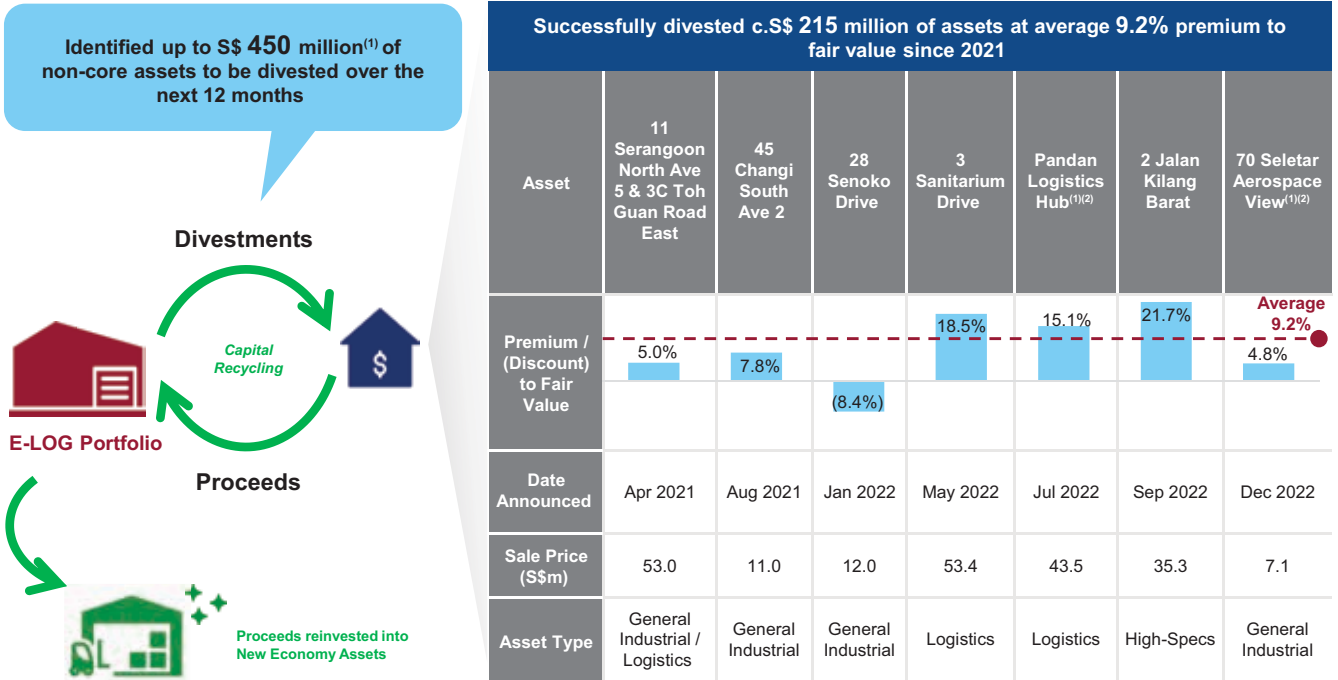 Identified up to S$ 450 million(1) of
non-core assets to be divested over the
next 12 months
Divestments
Capital
Recycling
$
E-LOG Portfolio
Proceeds
Proceeds reinvested into
New Economy Assets
Successfully divested c.S$ 215 million of assets at average 9.2% premium to
fair value since 2021
Asset
11
Serangoon
North Ave
5 & 3C Toh
Guan Road
East
45
Changi
South
Ave 2
28
Senoko
Drive
3
Sanitarium
Drive
Pandan
Logistics
Hub(1)(2)
2 Jalan
Kilang
Barat
70 Seletar
Aerospace
View(1)(2)
Premium /
(Discount)
to Fair
Value
5.0%
7.8%
(8.4%)
18.5%
15.1%
21.7%
4.8%
Average
9.2%
Date
Announced
Apr 2021
Aug 2021
Jan 2022
May 2022
Jul 2022
Sep 2022
Dec 2022
Sale Price
(S$m)
53.0
11.0
12.0
53.4
43.5
35.3
7.1
Asset Type
General
Industrial /
Logistics
General
Industrial
General
Industrial
Logistics
Logistics
High-Specs
General
Industrial